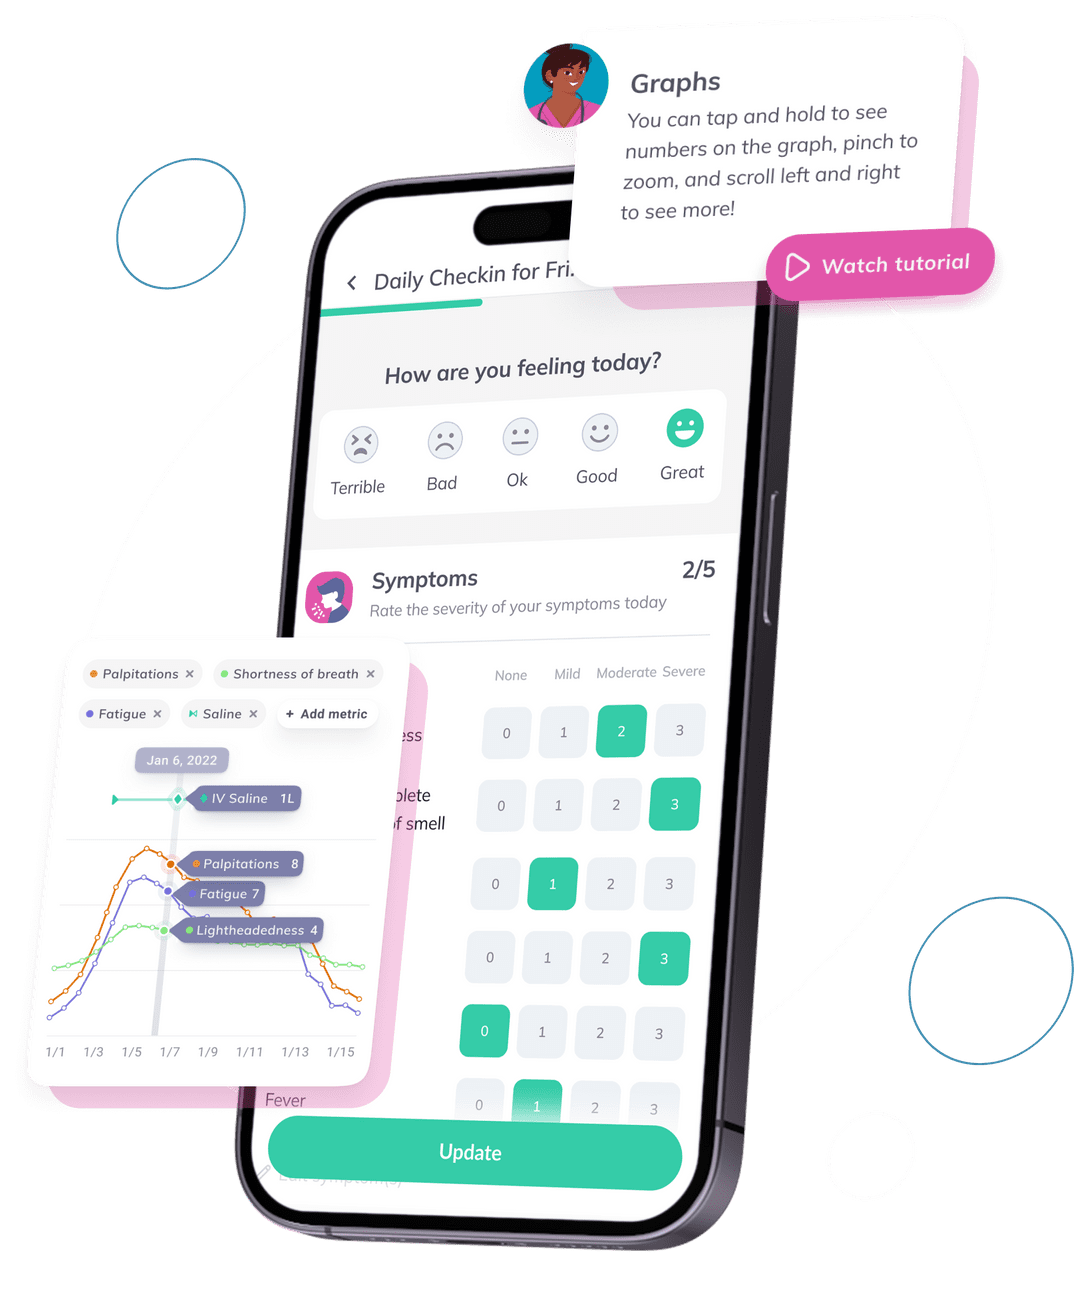 Graphs
You can tap and hold to see
numbers on the graph, pinch to
zoom, and scroll left and right
to see more!
Watch tutorial
Daily Checkin for Fri.
How are you feeling today?
Terrible Bad Ok Good Great
Symptoms 2/5
Rate the severity of your symptoms today
None Mild Moderate Severe
0 1 2 3
0 1 2 3
of smell
0 1 2 3
0 1 2 3
0 1 2 3
Fever 0 1 2 3
Update
Palpitations × Shortness of breath ×
Fatigue × Saline × + Add metric
Jan 6, 2022
IV Saline 1L
Palpitations 8
Fatigue 7
Lightheadedness 4
1/1 1/3 1/5 1/7 1/9 1/11 1/13 1/15